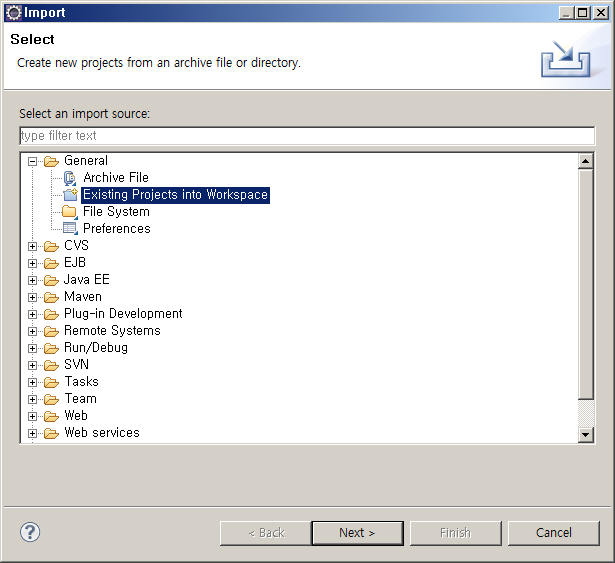 Import
Select
Create new projects from an archive file or directory.
Select an import source:
type filter text
General
Archive File
Existing Projects into Workspace
File System
Preferences
CVS
EJB
Java EE
Maven
Plug-in Development
Remote Systems
Run/Debug
SVN
Tasks
Team
Web
Web services
?
< Back
Next >
Finish
Cancel